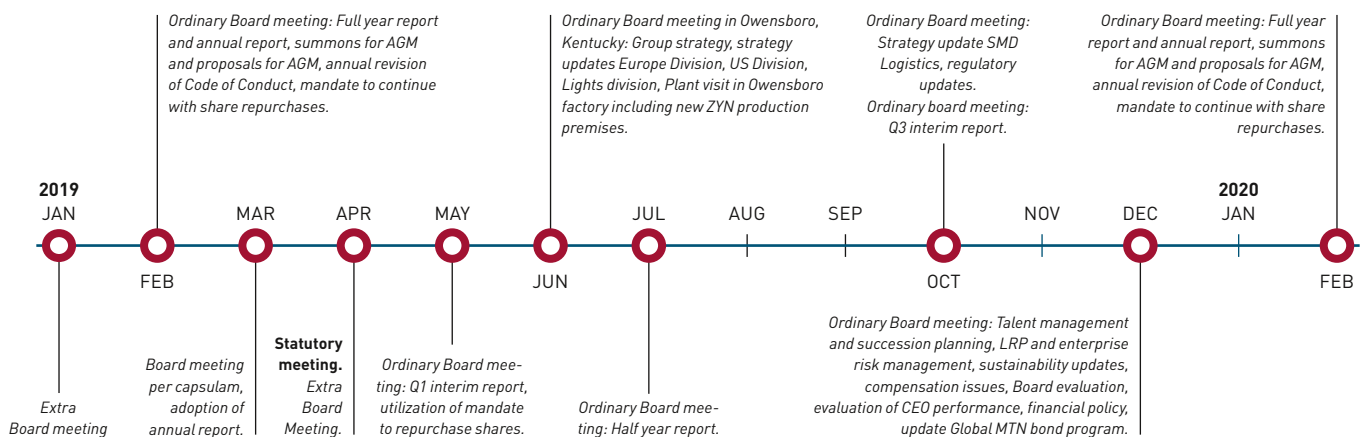 Ordinary Board meeting: Full year report
and annual report, summons for AGM
and proposals for AGM, annual revision
of Code of Conduct, mandate to continue
with share repurchases.
Ordinary Board meeting in Owensboro,
Kentucky: Group strategy, strategy
updates Europe Division, US Division,
Lights division, Plant visit in Owensboro
factory including new ZYN production
premises.
Ordinary Board meeting:
Strategy update SMD
Logistics, regulatory
updates.
Ordinary board meeting:
Q3 interim report.
Ordinary Board meeting: Full year
report and annual report, summons
for AGM and proposals for AGM,
annual revision of Code of Conduct,
mandate to continue with share
repurchases.
2019
JAN
FEB
MAR
APR
MAY
JUN
JUL
AUG
SEP
OCT
NOV
DEC
2020
JAN
FEB
Extra
Board meeting
Board meeting
per capsulam,
adoption of
annual report.
Statutory
meeting.
Extra
Board
Meeting.
Ordinary Board mee-
ting: Q1 interim report,
utilization of mandate
to repurchase shares.
Ordinary Board mee-
ting: Half year report.
Ordinary Board meeting: Talent management
and succession planning, LRP and enterprise
risk management, sustainability updates,
compensation issues, Board evaluation,
evaluation of CEO performance, financial policy,
update Global MTN bond program.